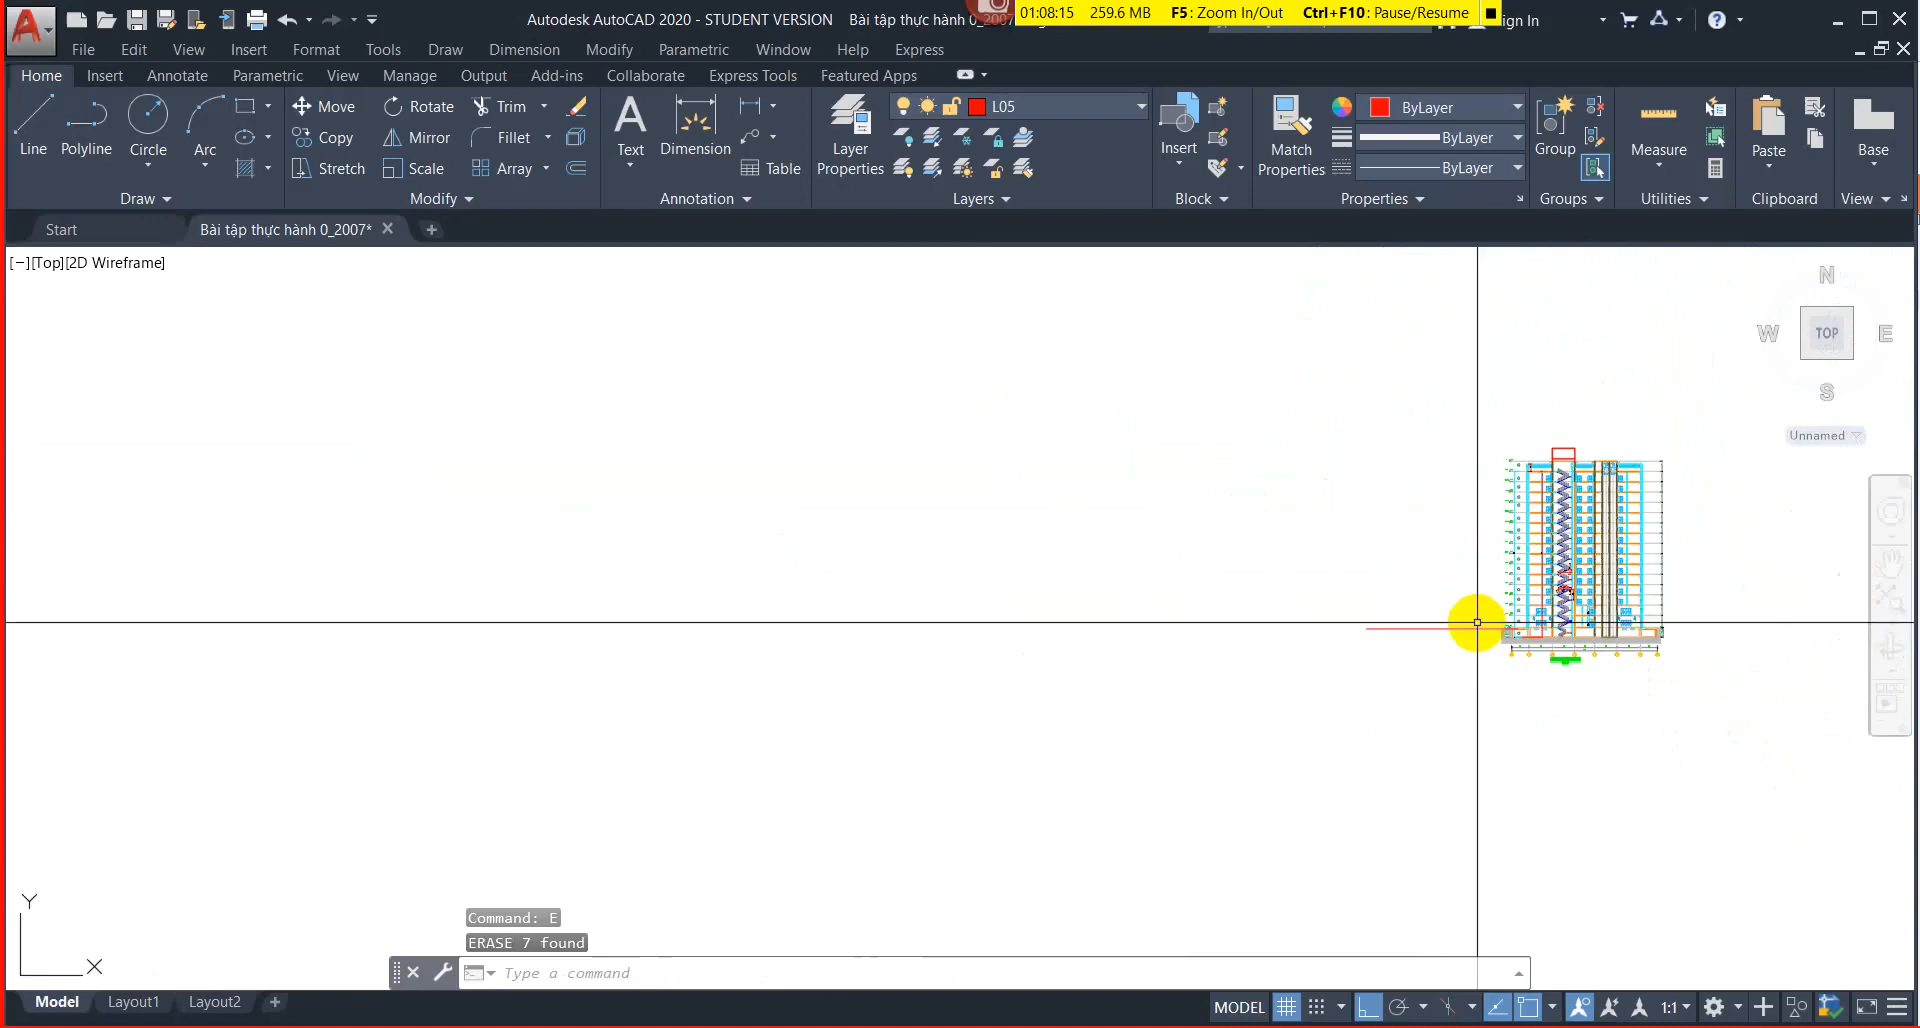 Autodesk AutoCAD 2020 - STUDENT VERSION Bài tập thực hành 0_2007
01:08:15 259.6 MB F5: Zoom In/Out Ctrl+F10: Pause/Resume
ign In
File Edit View Insert Format Tools Draw Dimension Modify Parametric Window Help Express
Home Insert Annotate Parametric View Manage Output Add-ins Collaborate Express Tools Featured Apps
Line Polyline Circle Arc
Move Rotate Trim
Copy Mirror Fillet
Stretch Scale Array
Text Dimension Table
Layer Properties
L05
Insert
Match Properties
ByLayer
ByLayer
ByLayer
Group Measure Paste Base
Draw Modify Annotation Layers Block Properties Groups Utilities Clipboard View
Start Bài tập thực hành 0_2007*
[−][Top][2D Wireframe]
N
W TOP E
S
Unnamed
Y
X
Command: E
ERASE 7 found
Type a command
Model Layout1 Layout2
MODEL 1:1